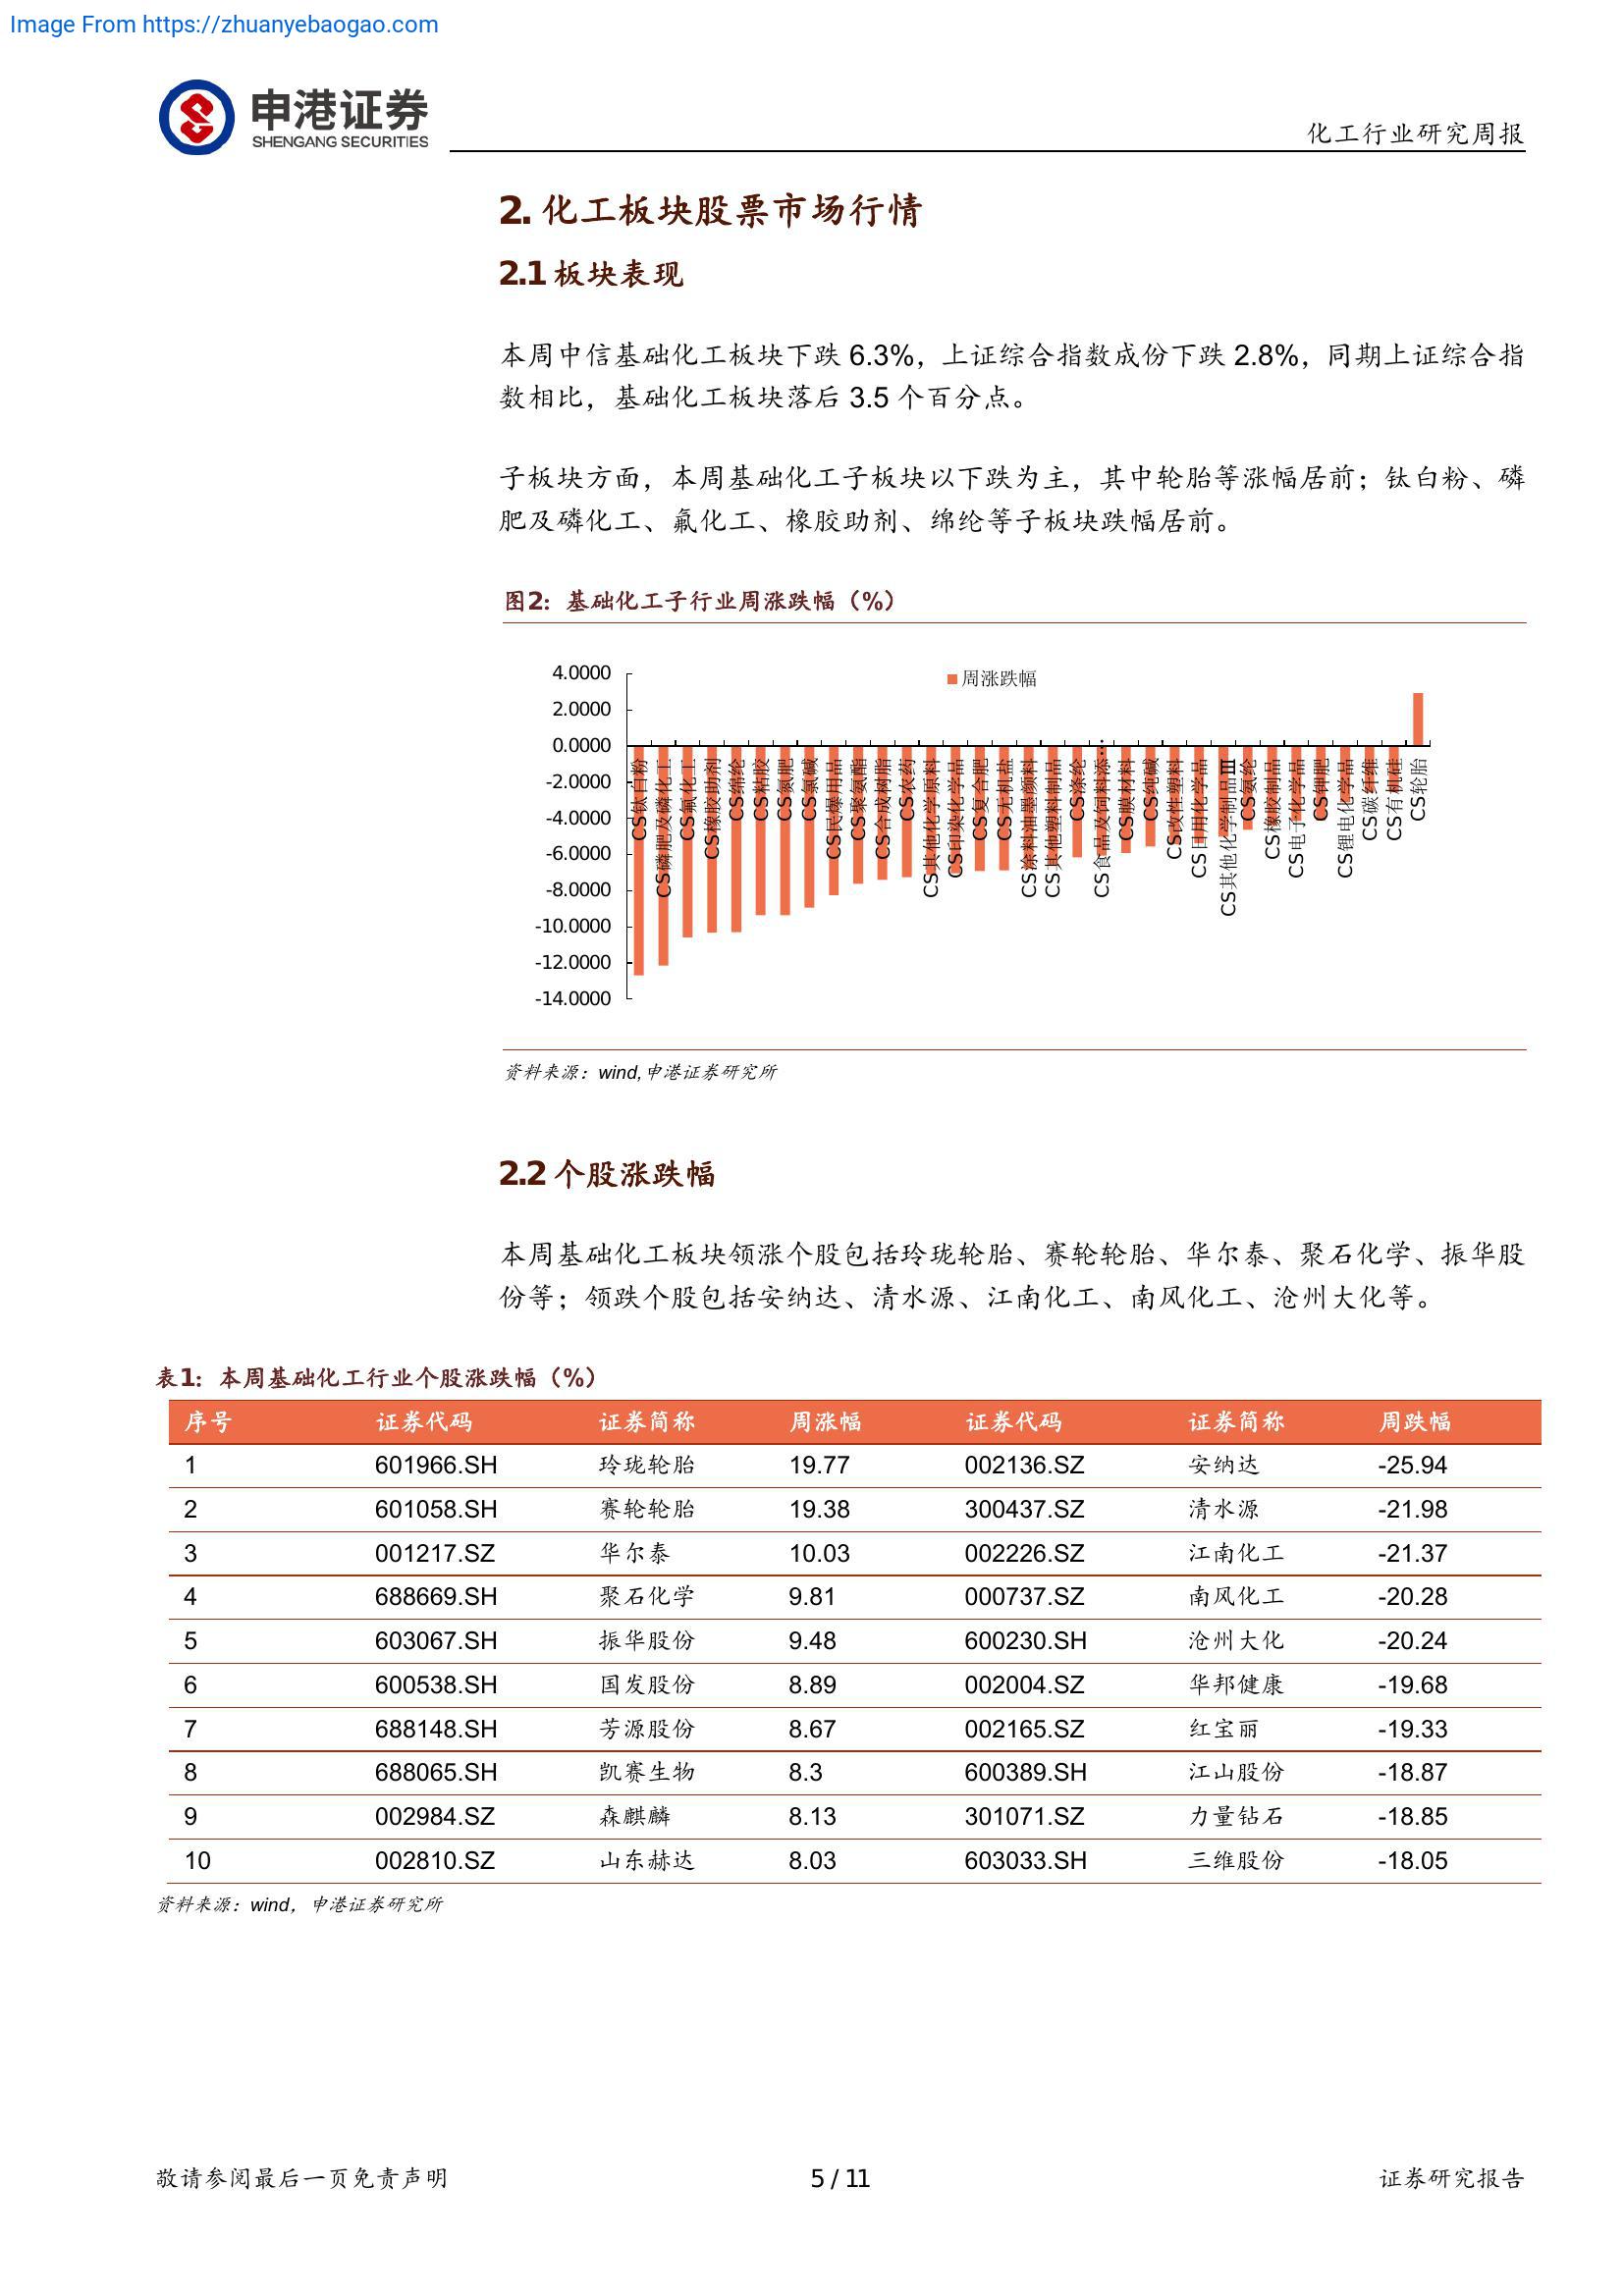 Image From https://zhuanyebaogao.com
申港证券
SHENGANG SECURITIES
化工行业研究周报
2. 化工板块股票市场行情
2.1 板块表现
本周中信基础化工板块下跌 6.3%，上证综合指数成份下跌 2.8%，同期上证综合指
数相比，基础化工板块落后 3.5 个百分点。
子板块方面，本周基础化工子板块以下跌为主，其中轮胎等涨幅居前；钛白粉、磷
肥及磷化工、氟化工、橡胶助剂、绵纶等子板块跌幅居前。
图2：基础化工子行业周涨跌幅（%）
周涨跌幅
4.0000
2.0000
0.0000
-2.0000
-4.0000
-6.0000
-8.0000
-10.0000
-12.0000
-14.0000
CS钛白粉
CS磷肥及磷化工
CS氟化工
CS橡胶助剂
CS绵纶
CS粘胶
CS氮肥
CS氯碱
CS民爆用品
CS聚氨酯
CS合成树脂
CS农药
CS其他化学原料
CS印染化学品
CS复合肥
CS无机盐
CS涂料油墨颜料
CS其他塑料制品
CS涤纶
CS食品及饲料添…
CS膜材料
CS纯碱
CS改性塑料
CS日用化学品
CS其他化学制品Ⅲ
CS氨纶
CS橡胶制品
CS电子化学品
CS钾肥
CS锂电化学品
CS碳纤维
CS有机硅
CS轮胎
资料来源：wind,申港证券研究所
2.2 个股涨跌幅
本周基础化工板块领涨个股包括玲珑轮胎、赛轮轮胎、华尔泰、聚石化学、振华股
份等；领跌个股包括安纳达、清水源、江南化工、南风化工、沧州大化等。
表1：本周基础化工行业个股涨跌幅（%）
序号 证券代码 证券简称 周涨幅 证券代码 证券简称 周跌幅
1 601966.SH 玲珑轮胎 19.77 002136.SZ 安纳达 -25.94
2 601058.SH 赛轮轮胎 19.38 300437.SZ 清水源 -21.98
3 001217.SZ 华尔泰 10.03 002226.SZ 江南化工 -21.37
4 688669.SH 聚石化学 9.81 000737.SZ 南风化工 -20.28
5 603067.SH 振华股份 9.48 600230.SH 沧州大化 -20.24
6 600538.SH 国发股份 8.89 002004.SZ 华邦健康 -19.68
7 688148.SH 芳源股份 8.67 002165.SZ 红宝丽 -19.33
8 688065.SH 凯赛生物 8.3 600389.SH 江山股份 -18.87
9 002984.SZ 森麒麟 8.13 301071.SZ 力量钻石 -18.85
10 002810.SZ 山东赫达 8.03 603033.SH 三维股份 -18.05
资料来源：wind，申港证券研究所
敬请参阅最后一页免责声明
5 / 11
证券研究报告